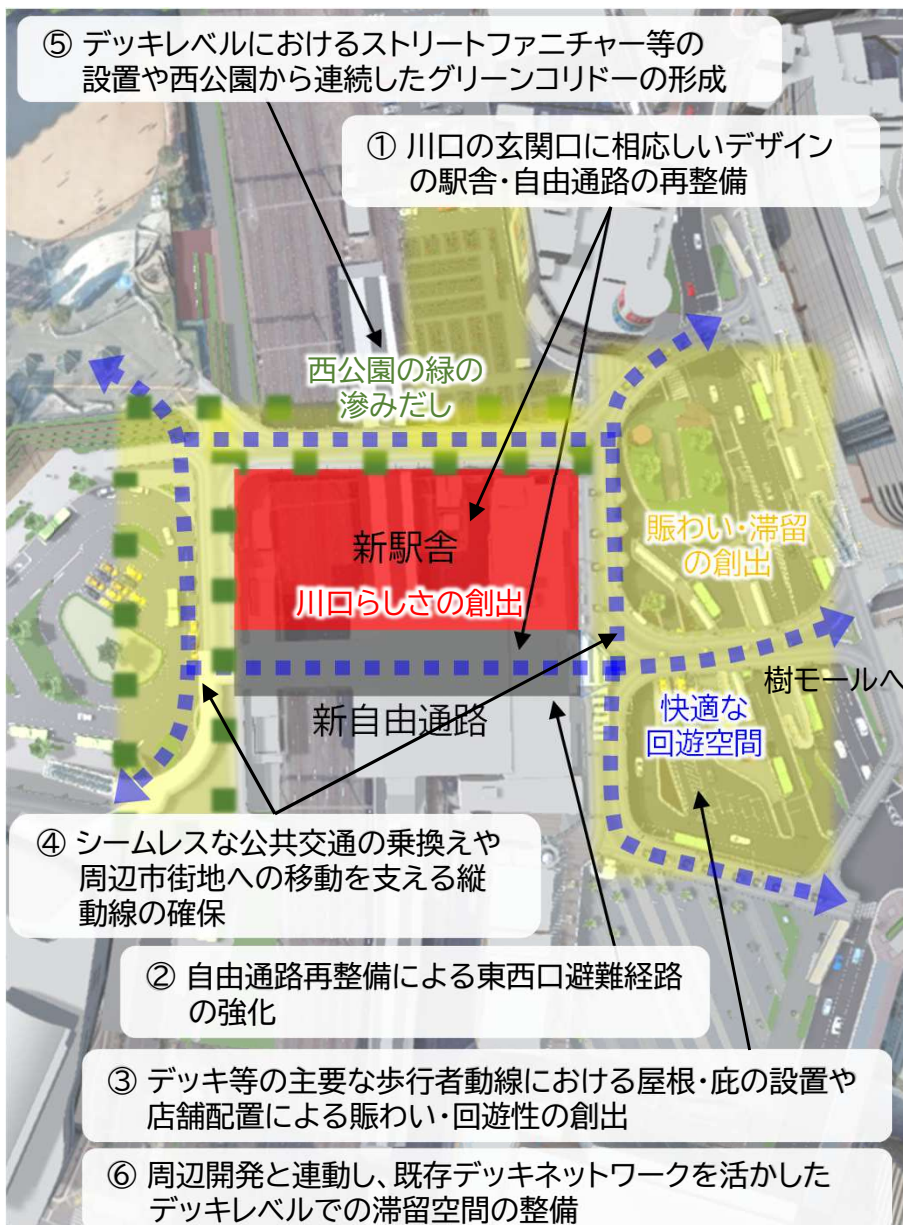 ⑤ デッキレベルにおけるストリートファニチャー等の
設置や西公園から連続したグリーンコリドーの形成
① 川口の玄関口に相応しいデザイン
の駅舎・自由通路の再整備
西公園の緑の
滲みだし
新駅舎
川口らしさの創出
賑わい・滞留
の創出
樹モールへ
新自由通路
快適な
回遊空間
④ シームレスな公共交通の乗換えや
周辺市街地への移動を支える縦
動線の確保
② 自由通路再整備による東西口避難経路
の強化
③ デッキ等の主要な歩行者動線における屋根・庇の設置や
店舗配置による賑わい・回遊性の創出
⑥ 周辺開発と連動し、既存デッキネットワークを活かした
デッキレベルでの滞留空間の整備